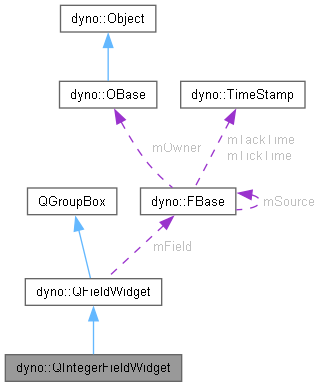 dyno::Object
dyno::OBase
dyno::TimeStamp
mOwner
mTackTime
mTickTime
QGroupBox
dyno::FBase
mSource
mField
dyno::QFieldWidget
dyno::QIntegerFieldWidget